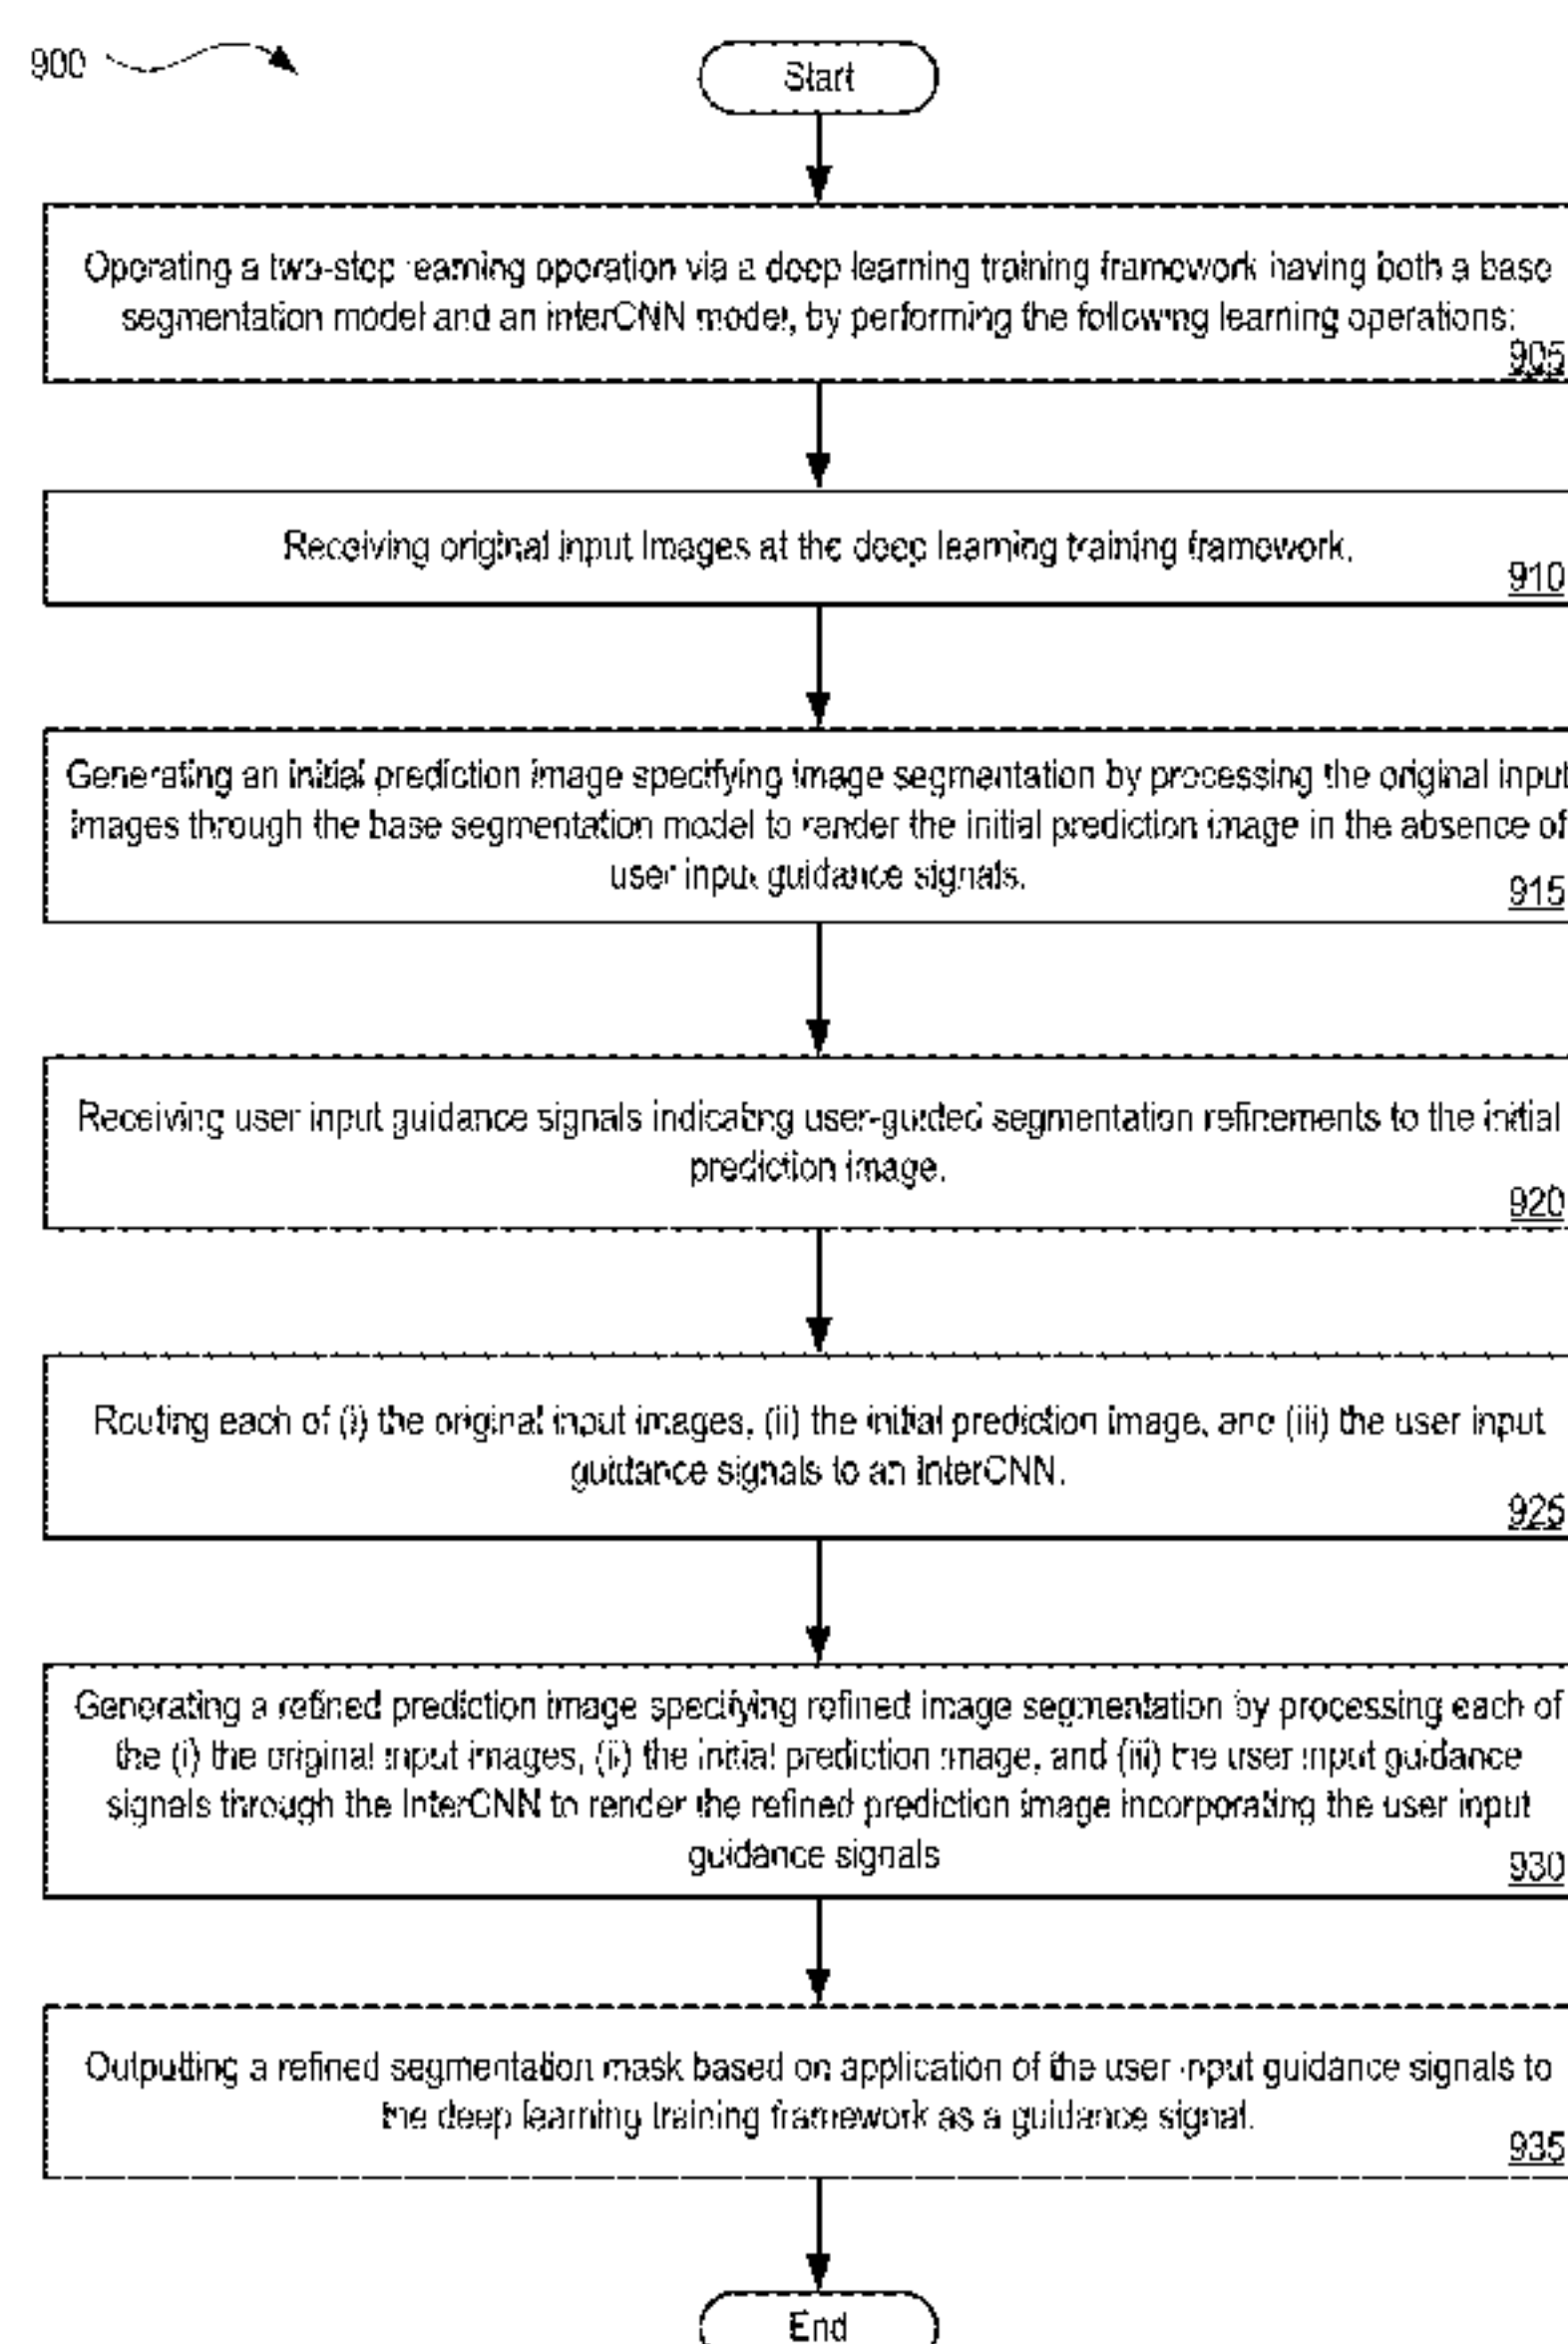 900
Start
Operating a two-step learning operation via a deep learning training framework having both a base
segmentation model and an interCNN model, by performing the following learning operations:
905
Receiving original input images at the deep learning training framework.
910
Generating an initial prediction image specifying image segmentation by processing the original input
images through the base segmentation model to render the initial prediction image in the absence of
user input guidance signals.
915
Receiving user input guidance signals indicating user-guided segmentation refinements to the initial
prediction image.
920
Routing each of (i) the original input images, (ii) the initial prediction image, and (iii) the user input
guidance signals to an InterCNN.
925
Generating a refined prediction image specifying refined image segmentation by processing each of
the (i) the original input images, (ii) the initial prediction image, and (iii) the user input guidance
signals through the InterCNN to render the refined prediction image incorporating the user input
guidance signals
930
Outputting a refined segmentation mask based on application of the user input guidance signals to
the deep learning training framework as a guidance signal.
935
End